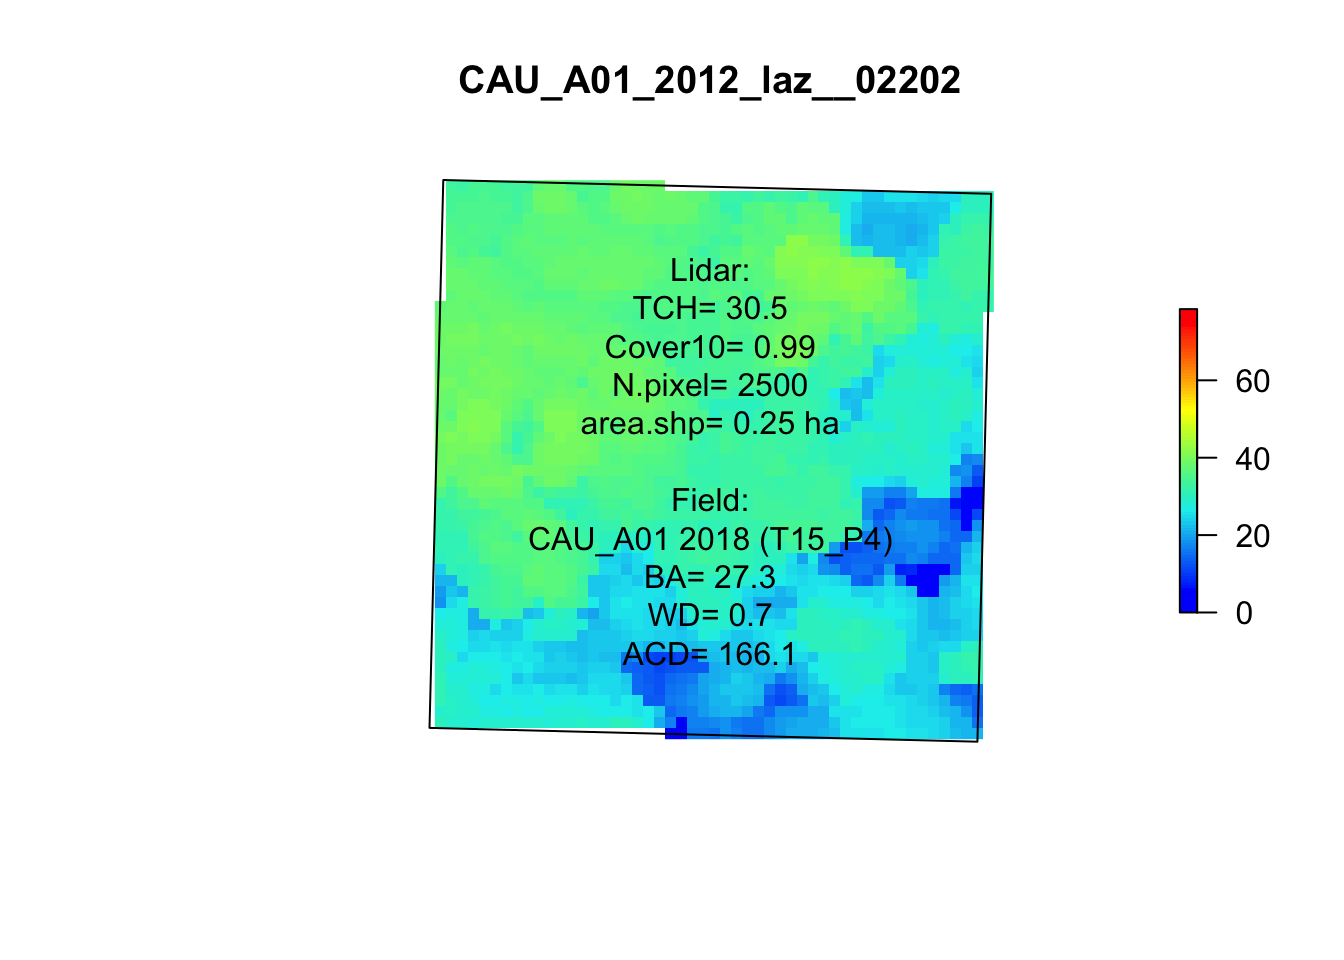 CAU_A01_2012_laz__02202
Lidar:
TCH= 30.5
Cover10= 0.99
N.pixel= 2500
area.shp= 0.25 ha
Field:
CAU_A01 2018 (T15_P4)
BA= 27.3
WD= 0.7
ACD= 166.1
60
40
20
0